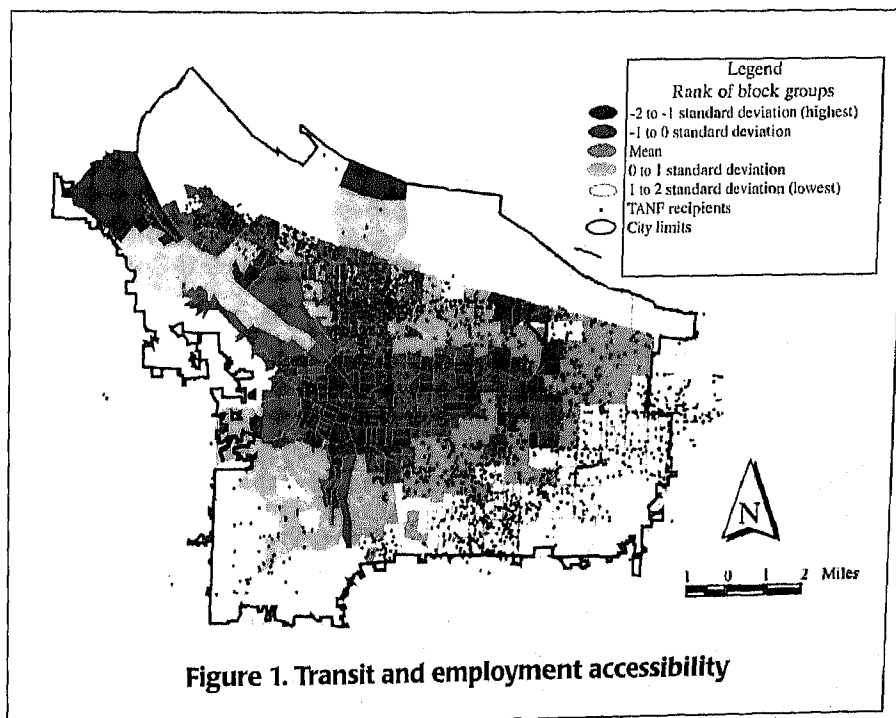 Legend
Rank of block groups
-2 to -1 standard deviation (highest)
-1 to 0 standard deviation
Mean
0 to 1 standard deviation
1 to 2 standard deviation (lowest)
TANF recipients
City limits
N
1 0 1 2 Miles
Figure 1. Transit and employment accessibility